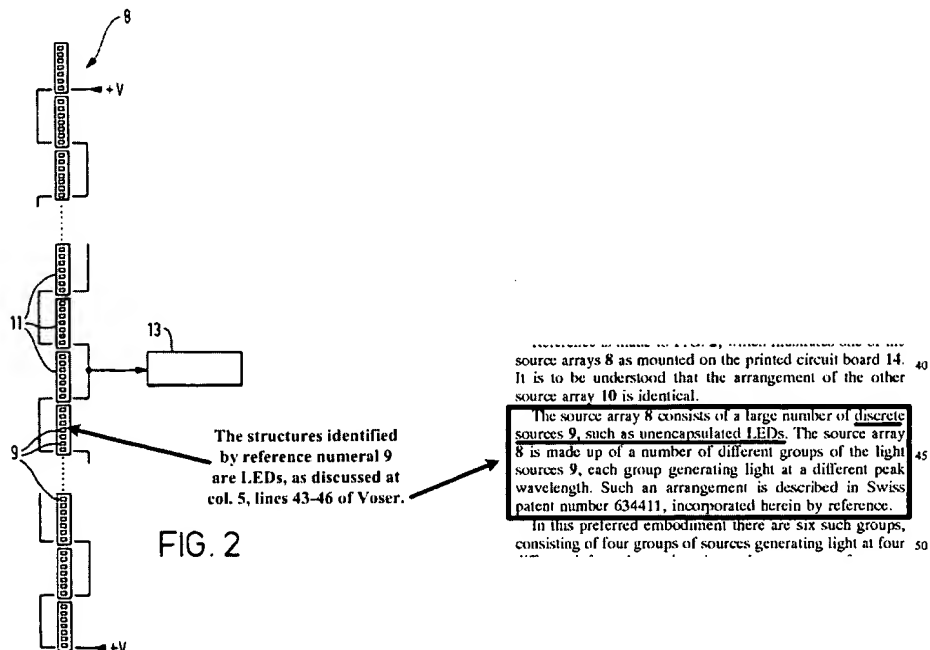 8
+V
11
13
9
+V
FIG. 2
The structures identified
by reference numeral 9
are LEDs, as discussed at
col. 5, lines 43-46 of Voser.
source arrays 8 as mounted on the printed circuit board 14. 40
It is to be understood that the arrangement of the other
source array 10 is identical.
The source array 8 consists of a large number of discrete
sources 9, such as unencapsulated LEDs. The source array
8 is made up of a number of different groups of the light 45
sources 9, each group generating light at a different peak
wavelength. Such an arrangement is described in Swiss
patent number 634411, incorporated herein by reference.
In this preferred embodiment there are six such groups,
consisting of four groups of sources generating light at four 50